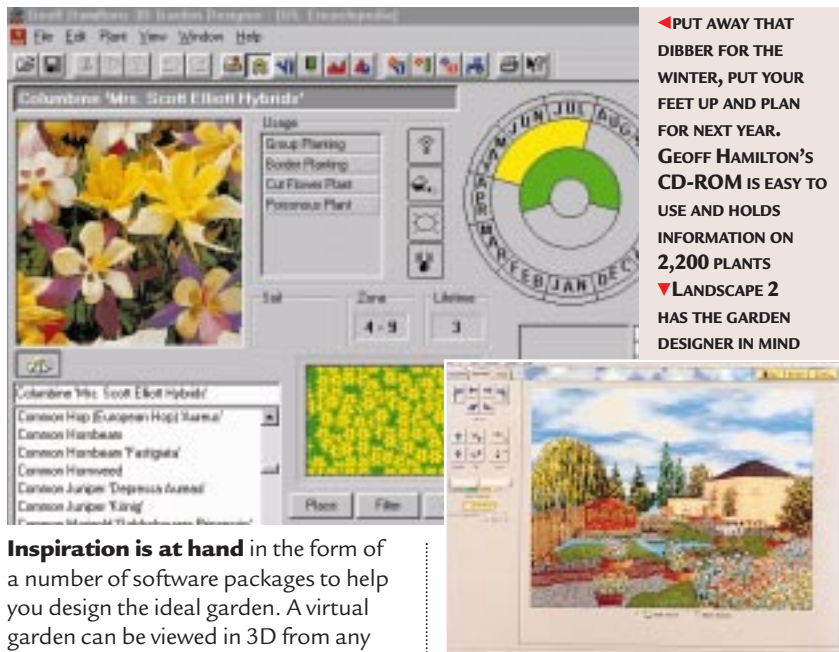 Geoff Hamilton's 3D Garden Designer - [US. Encyclopedia]
File Edit Plant View Window Help
Columbine 'Mrs. Scott Elliott Hybrids'
Usage
Group Planting
Border Planting
Cut Flower Plant
Poisonous Plant
Soil
Zone
4 - 9
Lifetime
3
JAN
FEB
MAR
APR
JUN
JUL
DEC
Columbine 'Mrs. Scott Elliott Hybrids'
Common Hop (European Hop) 'Aureus'
Common Hornbeam
Common Hornbeam 'Fastigiata'
Common Hornweed
Common Juniper 'Depressa Aureas'
Common Juniper 'König'
Place
Filter
◀PUT AWAY THAT
DIBBER FOR THE
WINTER, PUT YOUR
FEET UP AND PLAN
FOR NEXT YEAR.
GEOFF HAMILTON'S
CD-ROM IS EASY TO
USE AND HOLDS
INFORMATION ON
2,200 PLANTS
▼LANDSCAPE 2
HAS THE GARDEN
DESIGNER IN MIND
Inspiration is at hand in the form of
a number of software packages to help
you design the ideal garden. A virtual
garden can be viewed in 3D from any